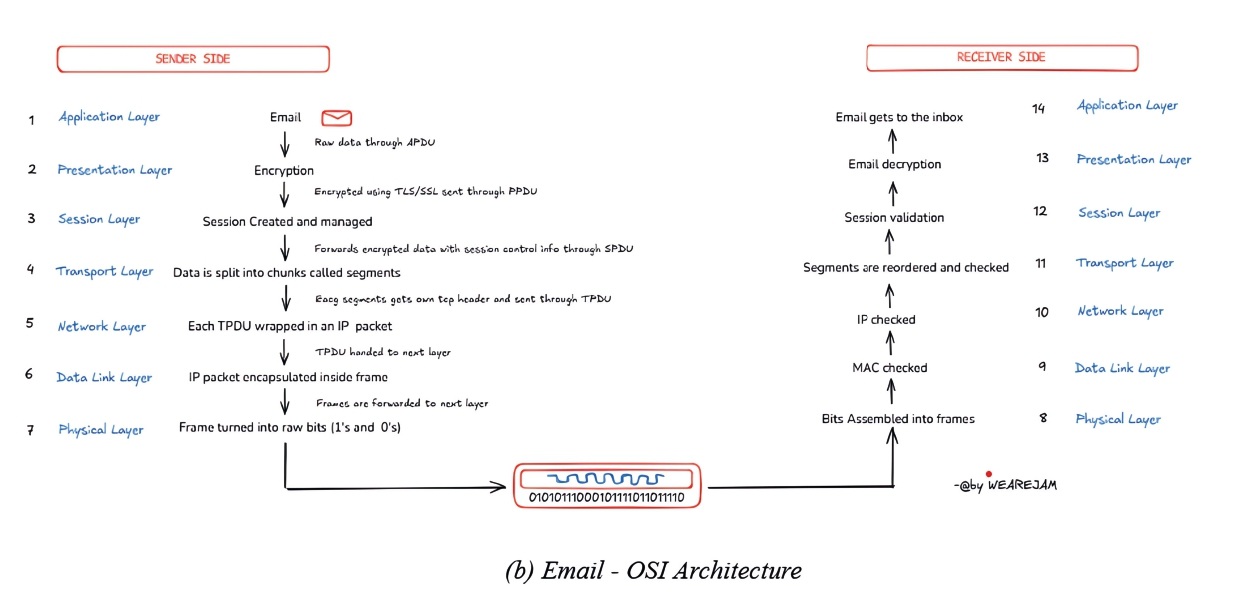 SENDER SIDE
RECEIVER SIDE
1 Application Layer Email
Raw data through APDU
2 Presentation Layer Encryption
Encrypted using TLS/SSL sent through PPDU
3 Session Layer Session Created and managed
Forwards encrypted data with session control info through SPDU
4 Transport Layer Data is split into chunks called segments
Eacg segments gets own tcp header and sent through TPDU
5 Network Layer Each TPDU wrapped in an IP packet
TPDU handed to next layer
6 Data Link Layer IP packet encapsulated inside frame
Frames are forwarded to next layer
7 Physical Layer Frame turned into raw bits (1's and 0's)
Email gets to the inbox 14 Application Layer
Email decryption 13 Presentation Layer
Session validation 12 Session Layer
Segments are reordered and checked 11 Transport Layer
IP checked 10 Network Layer
MAC checked 9 Data Link Layer
Bits Assembled into frames 8 Physical Layer
0101011100010111101101110
-@by WEAREJAM
(b) Email - OSI Architecture